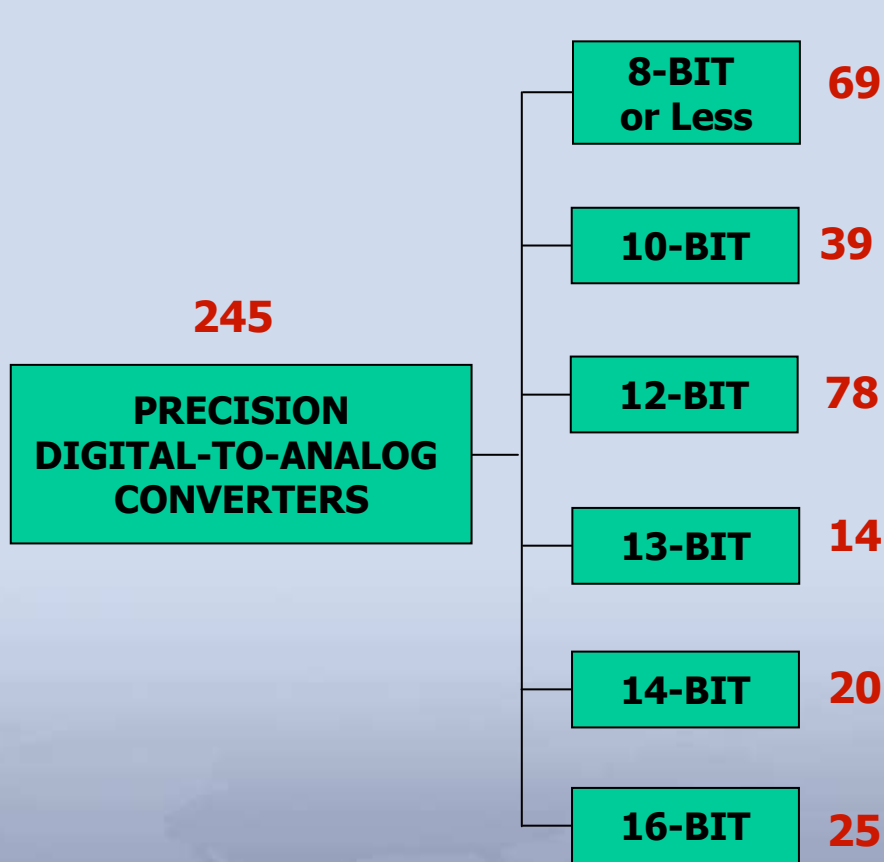 245
PRECISION
DIGITAL-TO-ANALOG
CONVERTERS
8-BIT
or Less
69
10-BIT
39
12-BIT
78
13-BIT
14
14-BIT
20
16-BIT
25